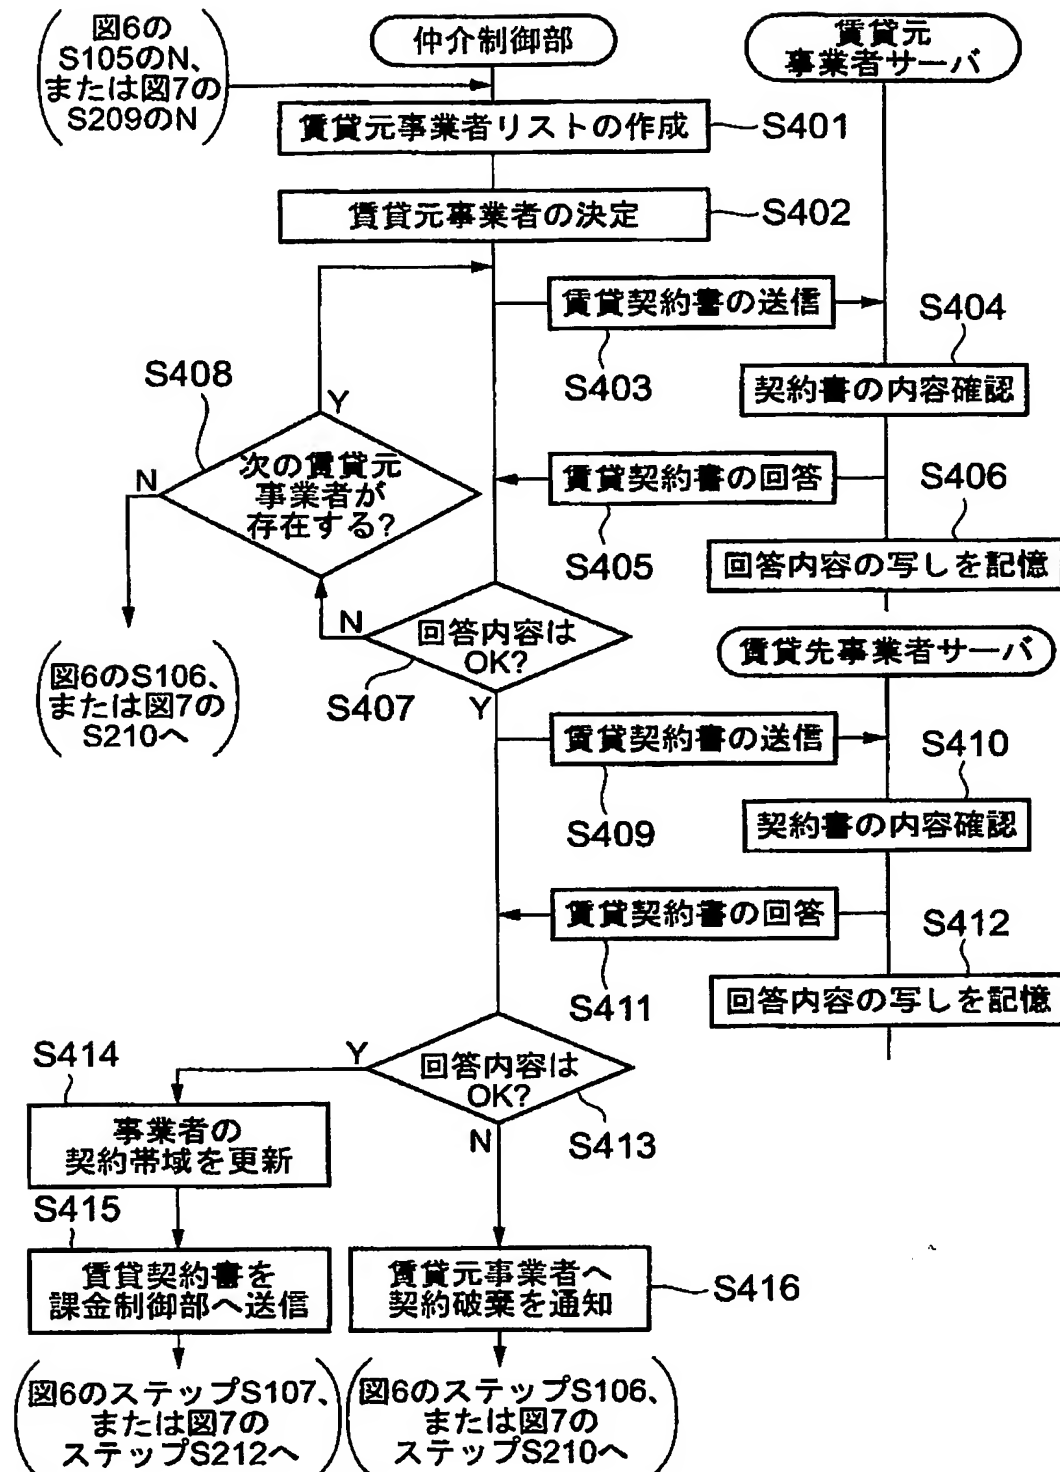 図6の
S105のN、
または図7の
S209のN
仲介制御部
賃貸元
事業者サーバ
賃貸元事業者リストの作成
S401
賃貸元事業者の決定
S402
賃貸契約書の送信
S403
S404
契約書の内容確認
S408
Y
N
次の賃貸元
事業者が
存在する?
賃貸契約書の回答
S405
S406
回答内容の写しを記憶
N
回答内容は
OK?
S407
Y
図6のS106、
または図7の
S210へ
賃貸先事業者サーバ
賃貸契約書の送信
S409
S410
契約書の内容確認
賃貸契約書の回答
S411
S412
回答内容の写しを記憶
Y
回答内容は
OK?
S413
N
S414
事業者の
契約帯域を更新
S415
賃貸契約書を
課金制御部へ送信
賃貸元事業者へ
契約破棄を通知
S416
図6のステップS107、
または図7の
ステップS212へ
図6のステップS106、
または図7の
ステップS210へ